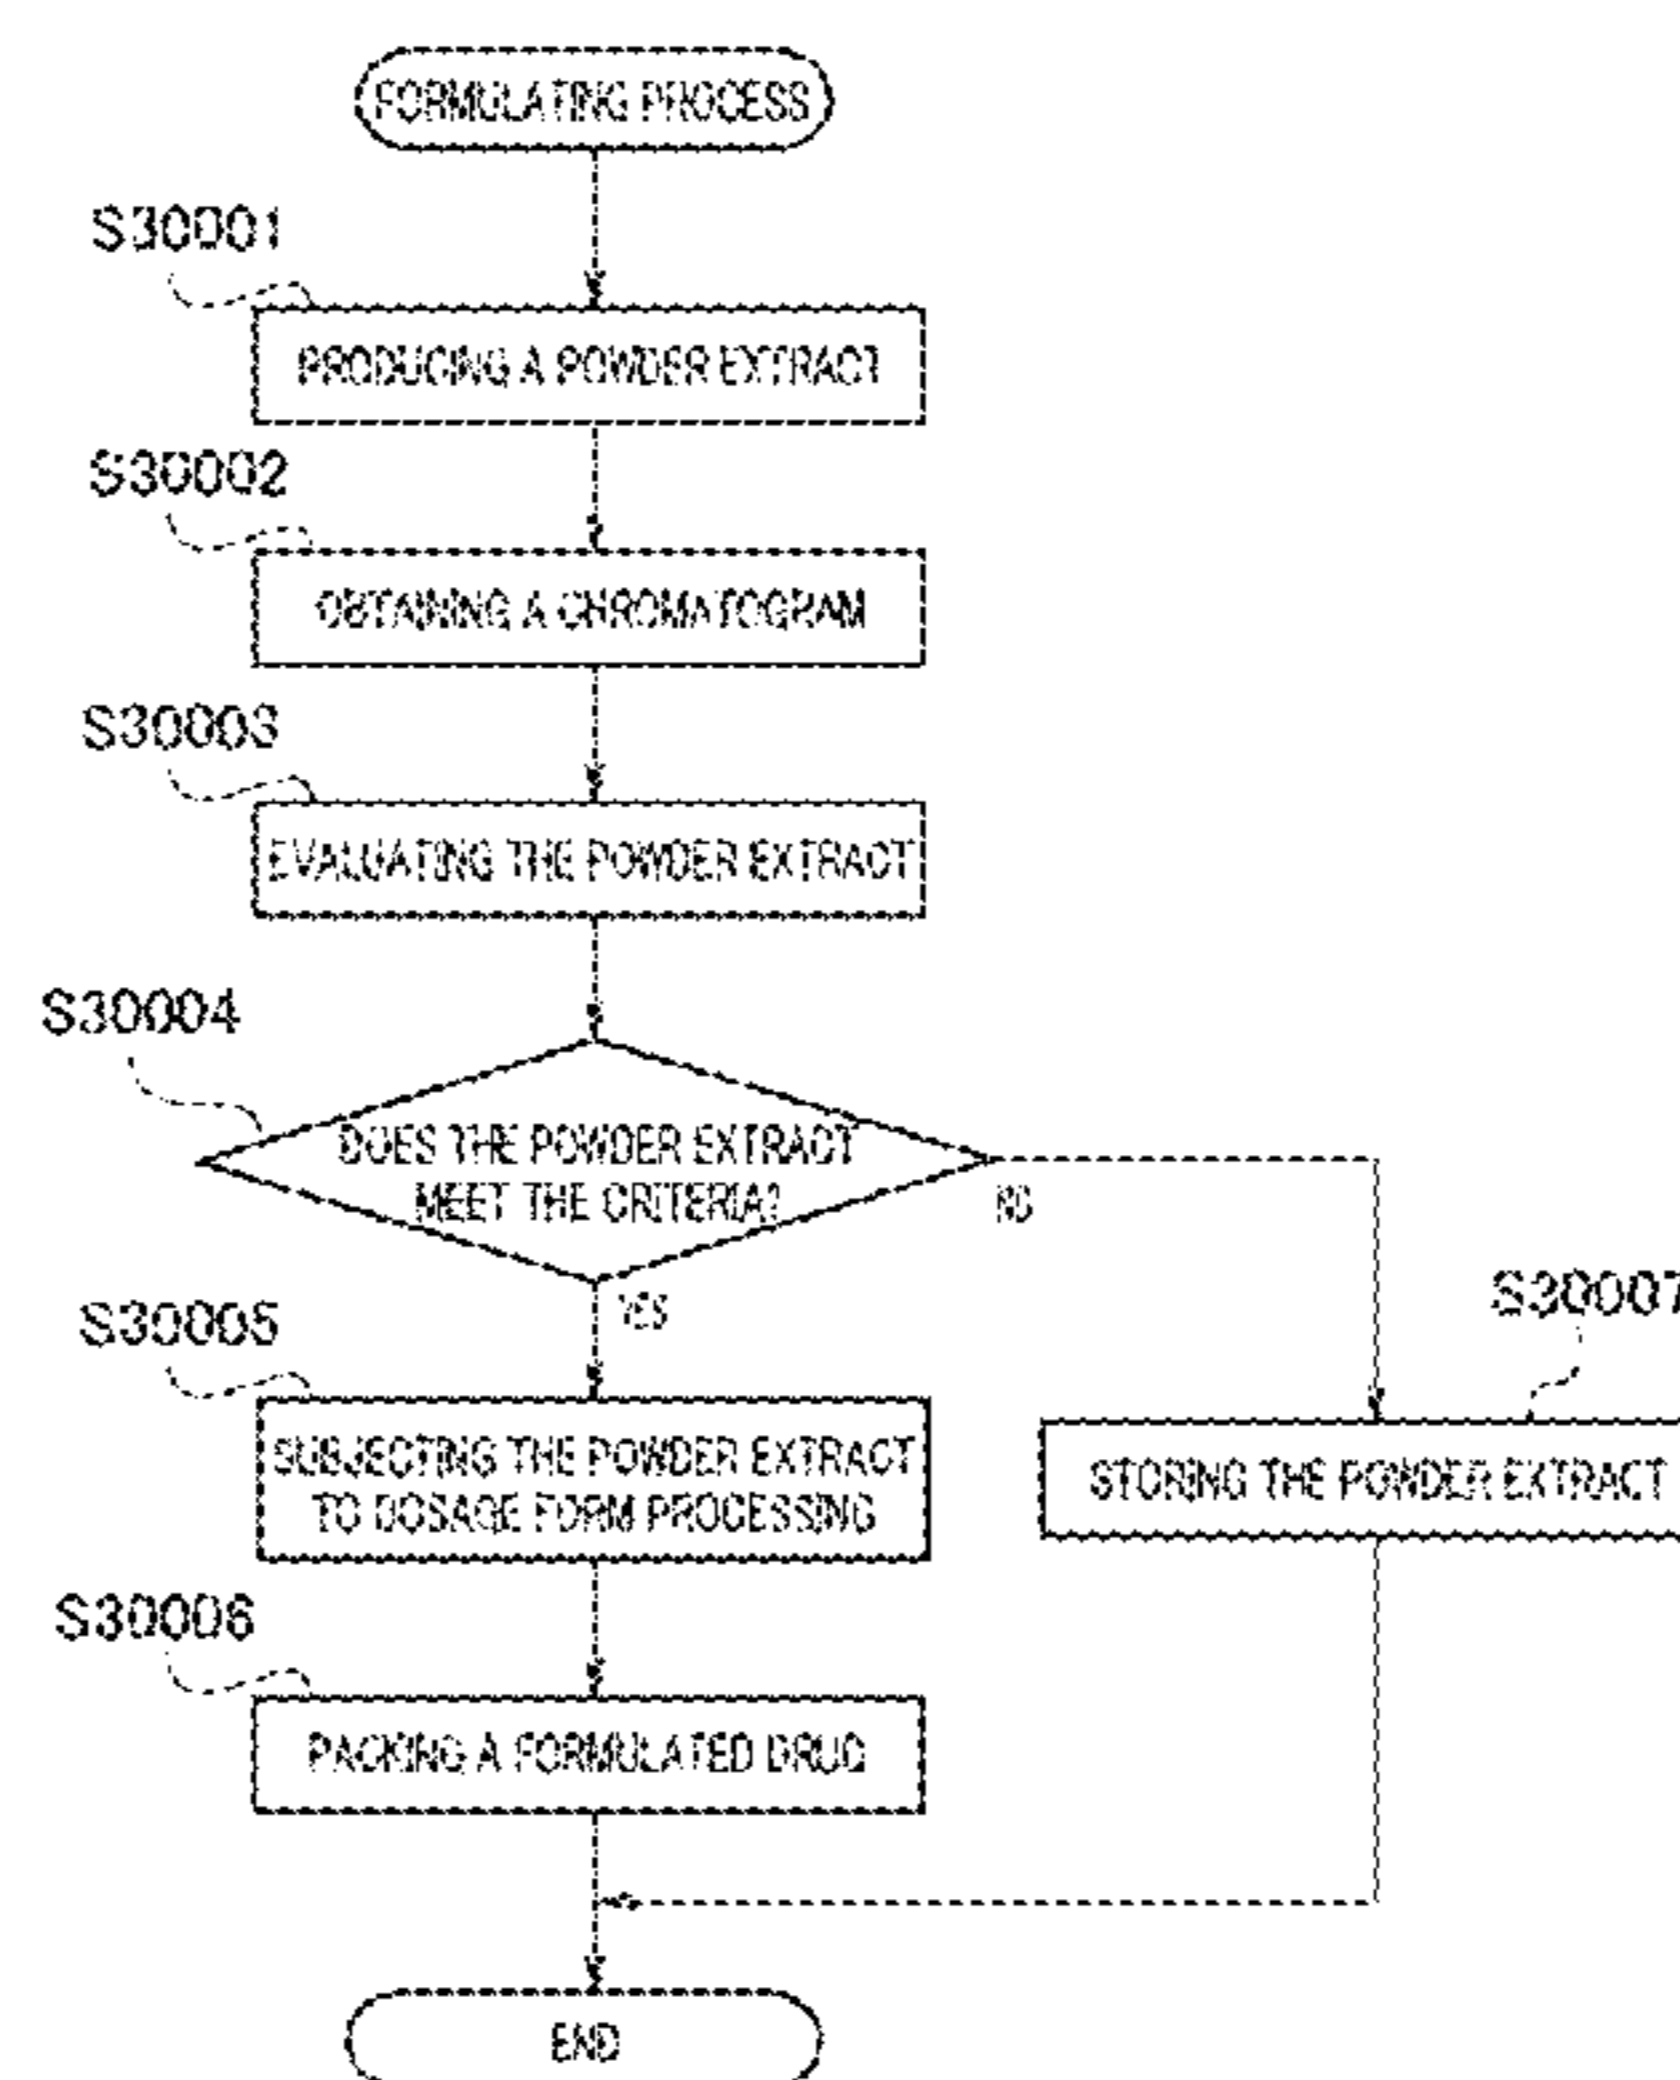 FORMULATING PROCESS
S30001
PRODUCING A POWDER EXTRACT
S30002
OBTAINING A CHROMATOGRAM
S30003
EVALUATING THE POWDER EXTRACT
S30004
DOES THE POWDER EXTRACT
MEET THE CRITERIA?
NO
YES
S30005
SUBJECTING THE POWDER EXTRACT
TO DOSAGE FORM PROCESSING
S30007
STORING THE POWDER EXTRACT
S30006
PACKING A FORMULATED DRUG
END